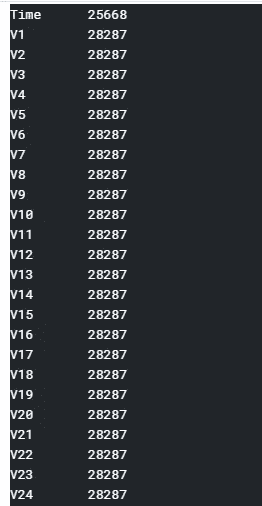 Time 25668
V1 28287
V2 28287
V3 28287
V4 28287
V5 28287
V6 28287
V7 28287
V8 28287
V9 28287
V10 28287
V11 28287
V12 28287
V13 28287
V14 28287
V15 28287
V16 28287
V17 28287
V18 28287
V19 28287
V20 28287
V21 28287
V22 28287
V23 28287
V24 28287